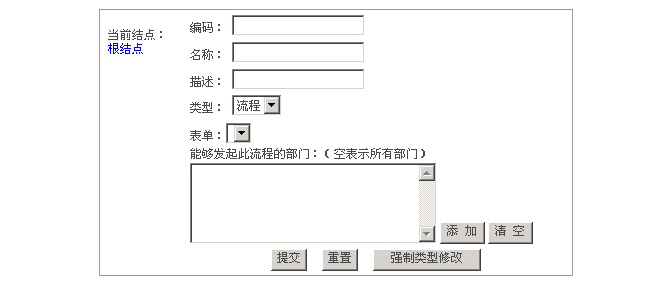 当前结点：
根结点
编码：
名称：
描述：
类型： 流程
表单：
能够发起此流程的部门：（空表示所有部门）
添 加 清 空
提交 重置 强制类型修改